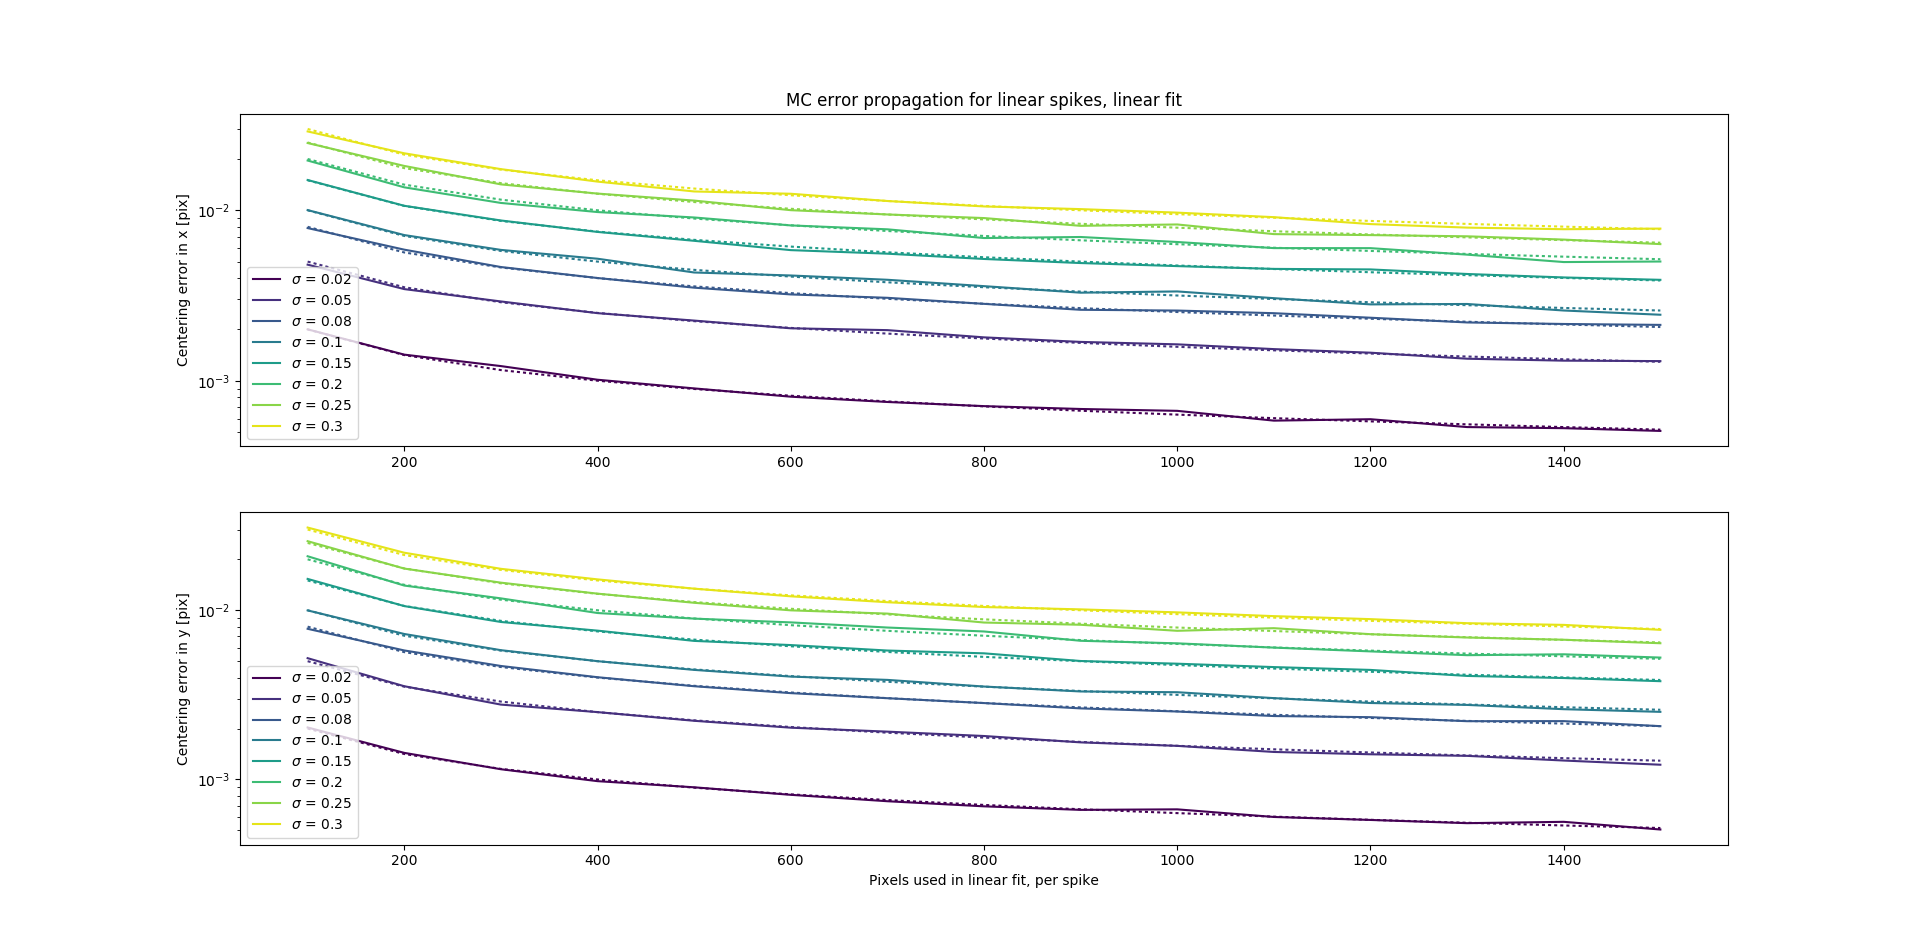 MC error propagation for linear spikes, linear fit
Centering error in x [pix]
10⁻²
10⁻³
σ = 0.02
σ = 0.05
σ = 0.08
σ = 0.1
σ = 0.15
σ = 0.2
σ = 0.25
σ = 0.3
200 400 600 800 1000 1200 1400
Centering error in y [pix]
10⁻²
10⁻³
σ = 0.02
σ = 0.05
σ = 0.08
σ = 0.1
σ = 0.15
σ = 0.2
σ = 0.25
σ = 0.3
200 400 600 800 1000 1200 1400
Pixels used in linear fit, per spike